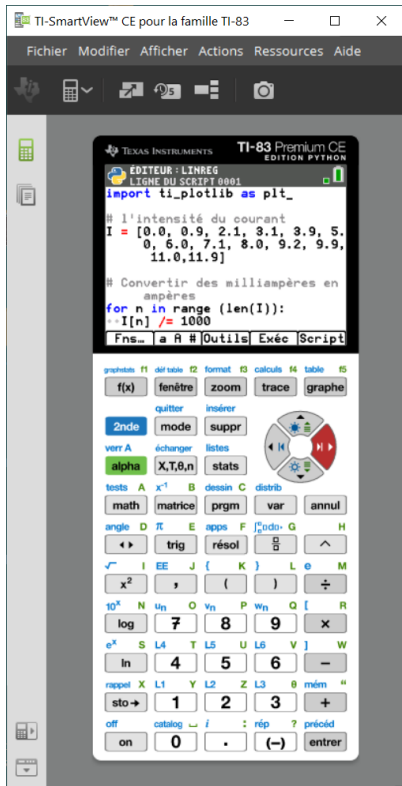 TI-SmartView™ CE pour la famille TI-83
Fichier Modifier Afficher Actions Ressources Aide
TEXAS INSTRUMENTS TI-83 Premium CE
EDITION PYTHON
ÉDITEUR : LINREG
LIGNE DU SCRIPT 0001
import ti_plotlib as plt_
# l'intensité du courant
I = [0.0, 0.9, 2.1, 3.1, 3.9, 5.
0, 6.0, 7.1, 8.0, 9.2, 9.9,
11.0,11.9]
# Convertir des milliampères en
ampères
for n in range (len(I)):
··I[n] /= 1000
Fns… a A # Outils Exéc Script
graphstats f1 déf table f2 format f3 calculs f4 table f5
f(x) fenêtre zoom trace graphe
quitter insérer
2nde mode suppr
verr A échanger listes
alpha X,T,θ,n stats
tests A x⁻¹ B dessin C distrib
math matrice prgm var annul
angle D π E apps F G H
trig résol ^
√ I EE J { K } L e M
x² , ( ) ÷
10ˣ N un O vn P wn Q [ R
log 7 8 9 ×
eˣ S L4 T L5 U L6 V ] W
ln 4 5 6 −
rappel X L1 Y L2 Z L3 θ mém "
sto→ 1 2 3 +
off catalog i : rép ? précéd
on 0 . (−) entrer